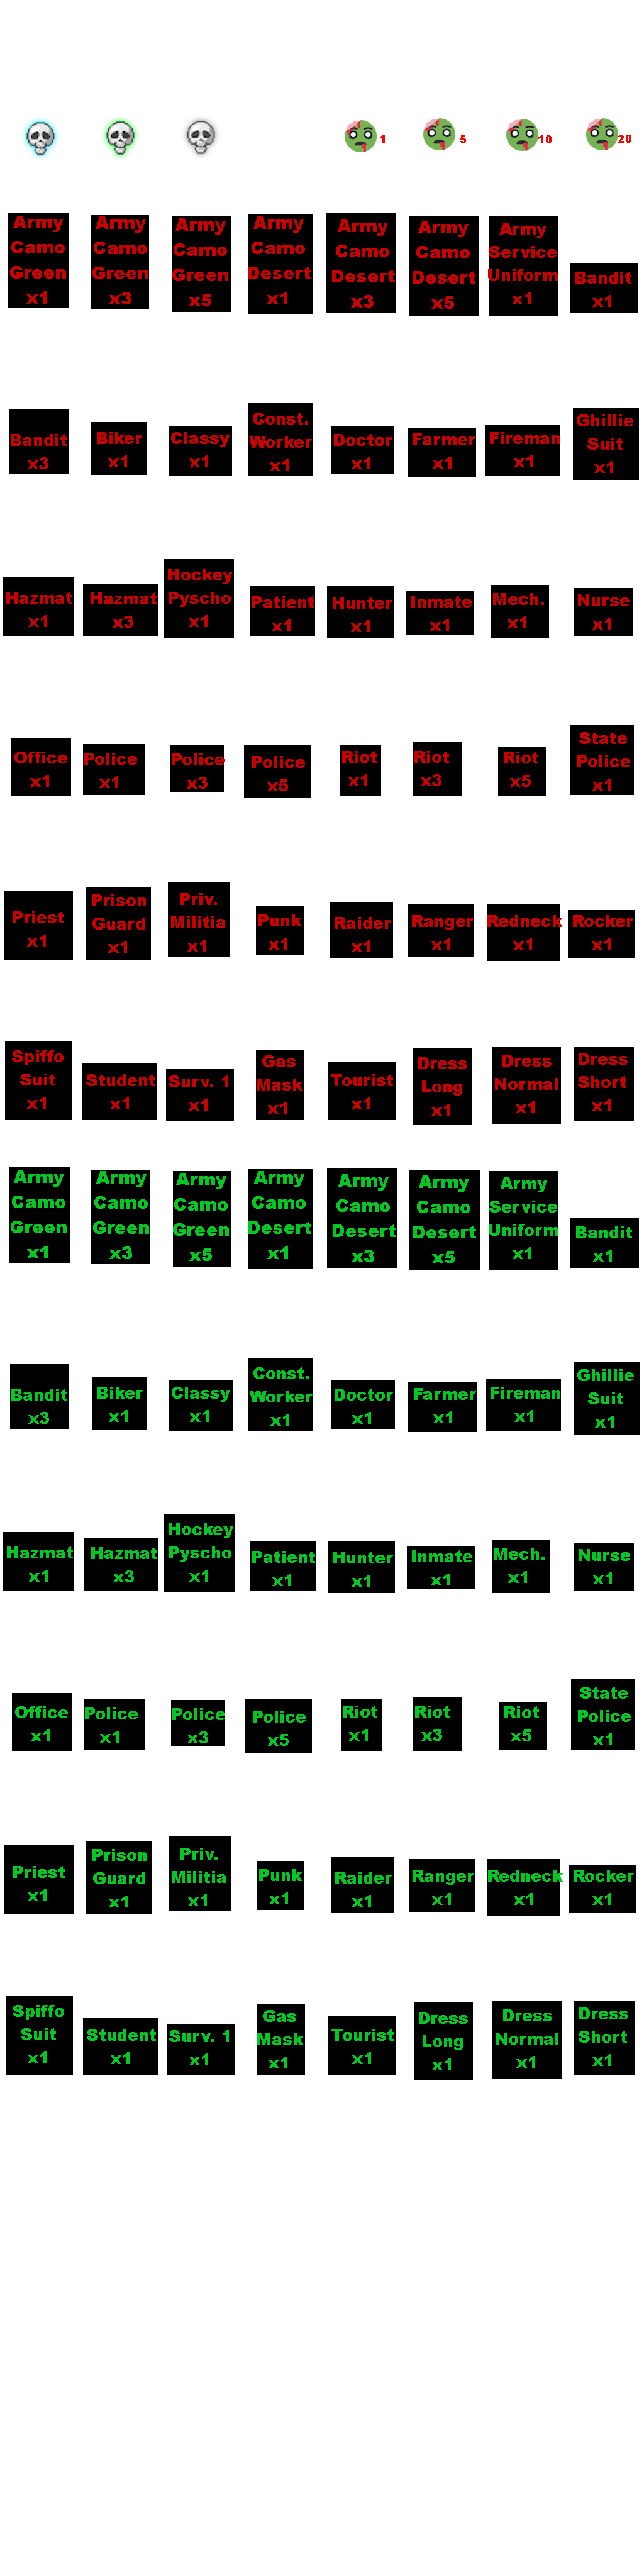 1 5 10 20
Army Camo Green x1
Army Camo Green x3
Army Camo Green x5
Army Camo Desert x1
Army Camo Desert x3
Army Camo Desert x5
Army Service Uniform x1
Bandit x1
Bandit x3
Biker x1
Classy x1
Const. Worker x1
Doctor x1
Farmer x1
Fireman x1
Ghillie Suit x1
Hazmat x1
Hazmat x3
Hockey Pyscho x1
Patient x1
Hunter x1
Inmate x1
Mech. x1
Nurse x1
Office x1
Police x1
Police x3
Police x5
Riot x1
Riot x3
Riot x5
State Police x1
Priest x1
Prison Guard x1
Priv. Militia x1
Punk x1
Raider x1
Ranger x1
Redneck x1
Rocker x1
Spiffo Suit x1
Student x1
Surv. 1 x1
Gas Mask x1
Tourist x1
Dress Long x1
Dress Normal x1
Dress Short x1
Army Camo Green x1
Army Camo Green x3
Army Camo Green x5
Army Camo Desert x1
Army Camo Desert x3
Army Camo Desert x5
Army Service Uniform x1
Bandit x1
Bandit x3
Biker x1
Classy x1
Const. Worker x1
Doctor x1
Farmer x1
Fireman x1
Ghillie Suit x1
Hazmat x1
Hazmat x3
Hockey Pyscho x1
Patient x1
Hunter x1
Inmate x1
Mech. x1
Nurse x1
Office x1
Police x1
Police x3
Police x5
Riot x1
Riot x3
Riot x5
State Police x1
Priest x1
Prison Guard x1
Priv. Militia x1
Punk x1
Raider x1
Ranger x1
Redneck x1
Rocker x1
Spiffo Suit x1
Student x1
Surv. 1 x1
Gas Mask x1
Tourist x1
Dress Long x1
Dress Normal x1
Dress Short x1